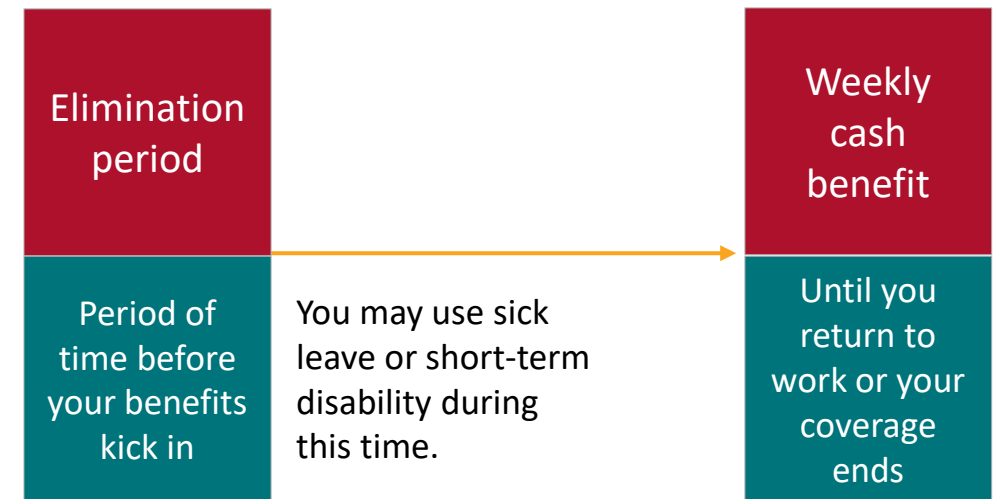 Elimination
period
Period of
time before
your benefits
kick in
You may use sick
leave or short-term
disability during
this time.
Weekly
cash
benefit
Until you
return to
work or your
coverage
ends